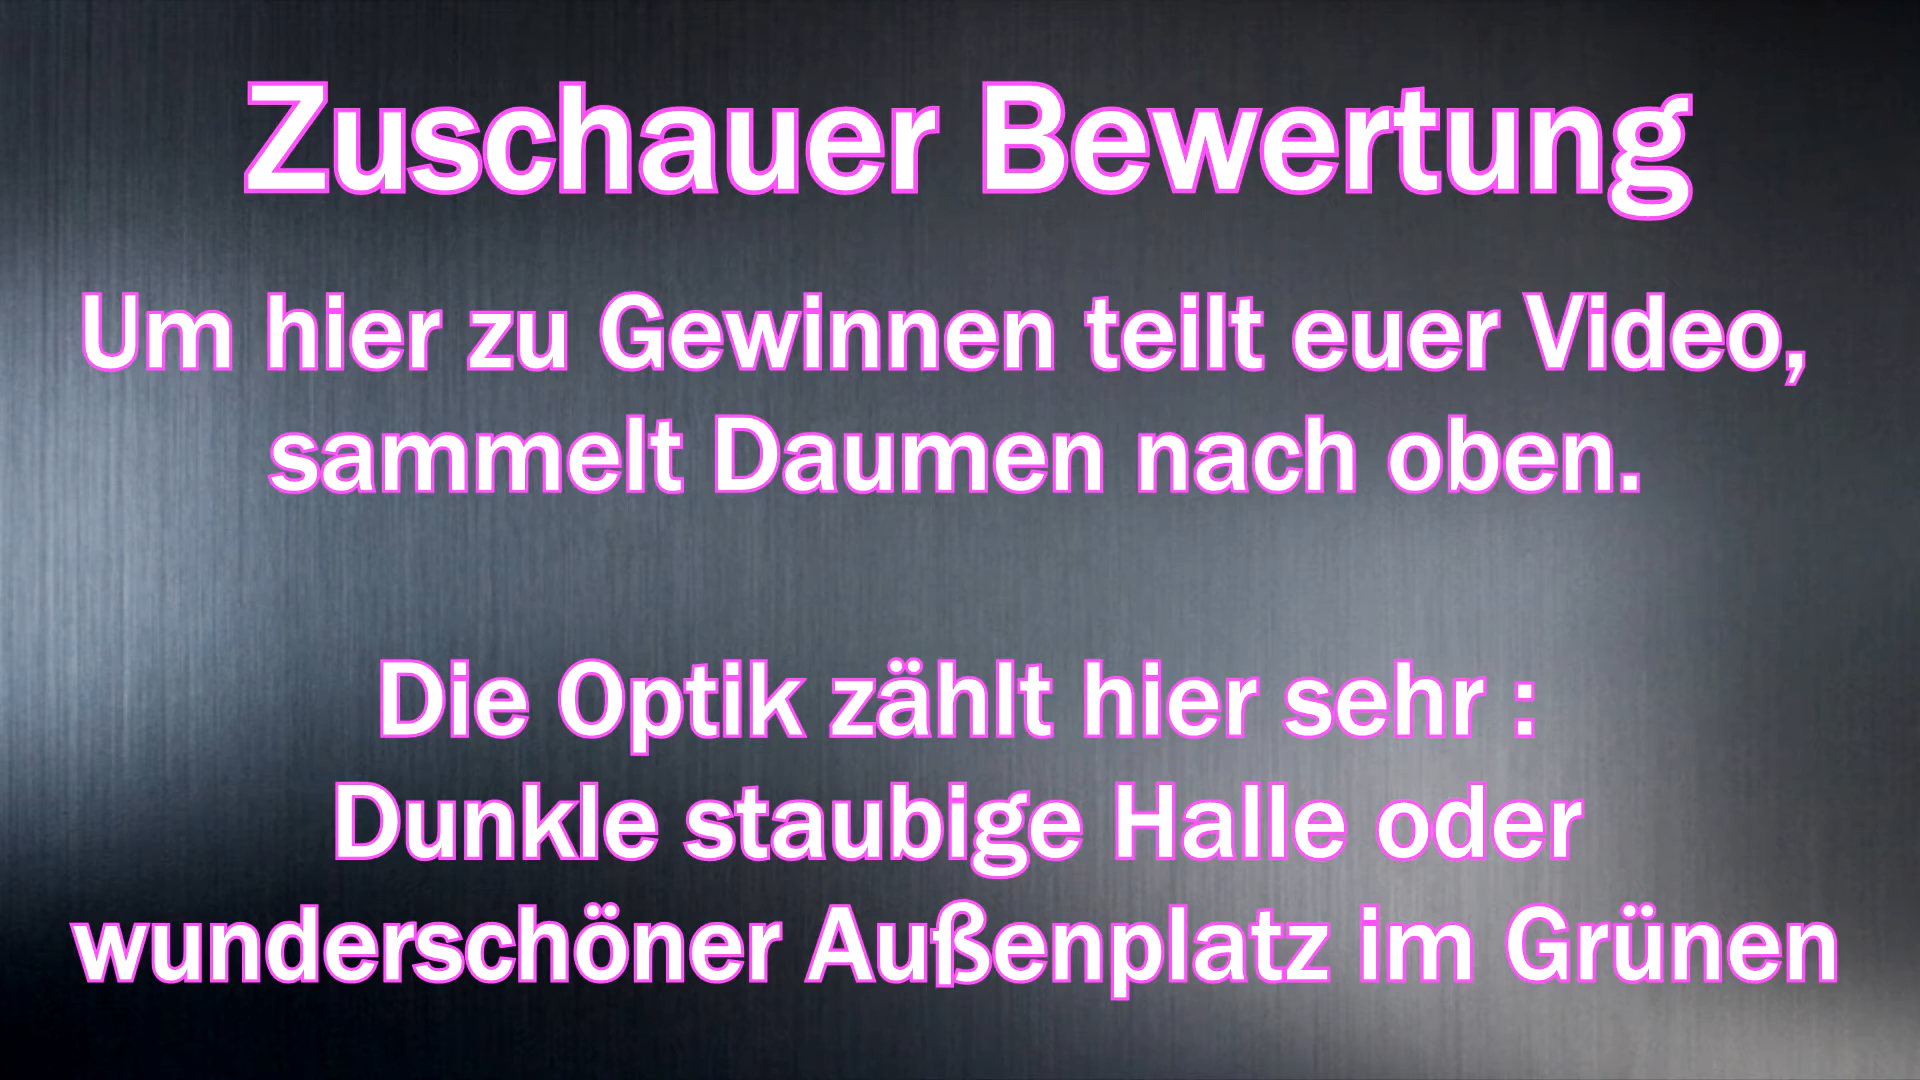 Zuschauer Bewertung
Um hier zu Gewinnen teilt euer Video,
sammelt Daumen nach oben.
Die Optik zählt hier sehr :
Dunkle staubige Halle oder
wunderschöner Außenplatz im Grünen